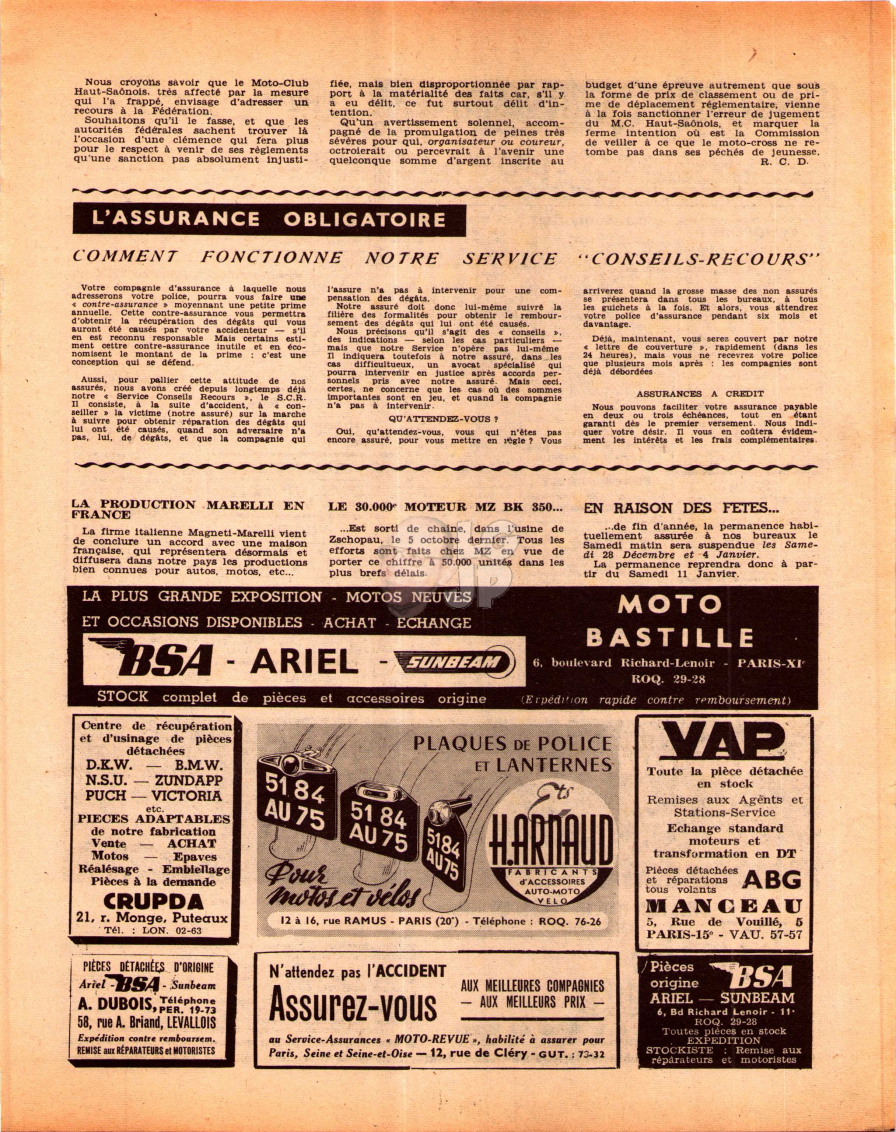 Nous croyons savoir que le Moto-Club
Haut-Saônois, très affecté par la mesure
qui l'a frappé, envisage d'adresser un
recours à la Fédération.
Souhaitons qu'il le fasse, et que les
autorités fédérales sachent trouver là
l'occasion d'une clémence qui fera plus
pour le respect à venir de ses règlements
qu'une sanction pas absolument injusti-
fiée, mais bien disproportionnée par rap-
port à la matérialité des faits car, s'il y
a eu délit, ce fut surtout délit d'in-
tention.
Qu'un avertissement solennel, accom-
pagné de la promulgation de peines très
sévères pour qui, organisateur ou coureur,
octroierait ou percevrait à l'avenir une
quelconque somme d'argent inscrite au
budget d'une épreuve autrement que sous
la forme de prix de classement ou de pri-
me de déplacement réglementaire, vienne
à la fois sanctionner l'erreur de jugement
du M.C. Haut-Saônois, et marquer la
ferme intention où est la Commission
de veiller à ce que le moto-cross ne re-
tombe pas dans ses péchés de jeunesse.
R. C. D.
L'ASSURANCE OBLIGATOIRE
COMMENT FONCTIONNE NOTRE SERVICE "CONSEILS-RECOURS"
Votre compagnie d'assurance à laquelle nous
adresserons votre police, pourra vous faire une
« contre-assurance » moyennant une petite prime
annuelle. Cette contre-assurance vous permettra
d'obtenir la récupération des dégâts qui vous
auront été causés par votre accidenteur — s'il
en est reconnu responsable Mais certains esti-
ment cettre contre-assurance inutile et en éco-
nomisent le montant de la prime : c'est une
conception qui se défend.
Aussi, pour pallier cette attitude de nos
assurés, nous avons créé depuis longtemps déjà
notre « Service Conseils Recours », le S.C.R.
Il consiste, à la suite d'accident, à « con-
seiller » la victime (notre assuré) sur la marche
à suivre pour obtenir réparation des dégâts qui
lui ont été causés, quand son adversaire n'a
pas, lui, de dégâts, et que la compagnie qui
l'assure n'a pas à intervenir pour une com-
pensation des dégâts.
Notre assuré doit donc lui-même suivre la
filière des formalités pour obtenir le rembour-
sement des dégâts qui lui ont été causés.
Nous précisons qu'il s'agit des « conseils »,
des indications — selon les cas particuliers —
mais que notre Service n'opère pas lui-même
Il indiquera toutefois à notre assuré, dans les
cas difficultueux, un avocat spécialisé qui
pourra intervenir en justice après accords per-
sonnels pris avec notre assuré. Mais ceci,
certes, ne concerne que les cas où des sommes
importantes sont en jeu, et quand la compagnie
n'a pas à intervenir.
QU'ATTENDEZ-VOUS ?
Oui, qu'attendez-vous, vous qui n'êtes pas
encore assuré, pour vous mettre en règle ? Vous
arriverez quand la grosse masse des non assurés
se présentera dans tous les bureaux, à tous
les guichets à la fois. Et alors, vous attendrez
votre police d'assurance pendant six mois et
davantage.
Déjà, maintenant, vous serez couvert par notre
« lettre de couverture », rapidement (dans les
24 heures), mais vous ne recevrez votre police
que plusieurs mois après : les compagnies sont
déjà débordées
ASSURANCES A CREDIT
Nous pouvons faciliter votre assurance payable
en deux ou trois échéances, tout en étant
garanti dès le premier versement. Nous indi-
quer votre désir. Il vous en coûtera évidem-
ment les intérêts et les frais complémentaires.
LA PRODUCTION MARELLI EN
FRANCE
La firme italienne Magneti-Marelli vient
de conclure un accord avec une maison
française, qui représentera désormais et
diffusera dans notre pays les productions
bien connues pour autos, motos, etc...
LE 30.000e MOTEUR MZ BK 350...
...Est sorti de chaine, dans l'usine de
Zschopau, le 5 octobre dernier. Tous les
efforts sont faits chez MZ en vue de
porter ce chiffre à 50.000 unités dans les
plus brefs délais.
EN RAISON DES FETES...
...de fin d'année, la permanence habi-
tuellement assurée à nos bureaux le
Samedi matin sera suspendue les Same-
di 28 Décembre et 4 Janvier.
La permanence reprendra donc à par-
tir du Samedi 11 Janvier.
LA PLUS GRANDE EXPOSITION - MOTOS NEUVES
ET OCCASIONS DISPONIBLES - ACHAT - ECHANGE
BSA - ARIEL - SUNBEAM
MOTO
BASTILLE
6, boulevard Richard-Lenoir - PARIS-XIe
ROQ. 29-28
STOCK complet de pièces et accessoires origine (Expédition rapide contre remboursement)
Centre de récupération
et d'usinage de pièces
détachées
D.K.W. — B.M.W.
N.S.U. — ZUNDAPP
PUCH — VICTORIA
etc.
PIECES ADAPTABLES
de notre fabrication
Vente — ACHAT
Motos — Epaves
Réalésage - Embiellage
Pièces à la demande
CRUPDA
21, r. Monge, Puteaux
Tél. : LON. 02-63
PLAQUES DE POLICE
ET LANTERNES
5184
AU 75
5184
AU 75
5184
AU 75
Pour
motos et vélos
Ets
H.ARNAUD
FABRICANTS
d'ACCESSOIRES
AUTO-MOTO
VELO
12 à 16, rue RAMUS - PARIS (20e) - Téléphone : ROQ. 76-26
VAP
Toute la pièce détachée
en stock
Remises aux Agents et
Stations-Service
Echange standard
moteurs et
transformation en DT
Pièces détachées
et réparations
tous volants
ABG
MANCEAU
5, Rue de Vouillé, 5
PARIS-15e - VAU. 57-57
PIÈCES DÉTACHÉES D'ORIGINE
Ariel - BSA - Sunbeam
A. DUBOIS, Téléphone PER. 19-73
58, rue A. Briand, LEVALLOIS
Expédition contre remboursem.
REMISE aux RÉPARATEURS et MOTORISTES
N'attendez pas l'ACCIDENT
Assurez-vous
AUX MEILLEURES COMPAGNIES
— AUX MEILLEURS PRIX —
au Service-Assurances « MOTO-REVUE », habilité à assurer pour
Paris, Seine et Seine-et-Oise — 12, rue de Cléry - GUT. : 73-32
Pièces
origine
BSA
ARIEL — SUNBEAM
6, Bd Richard Lenoir - 11e
ROQ. 29-28
Toutes pièces en stock
EXPEDITION
STOCKISTE : Remise aux
réparateurs et motoristes